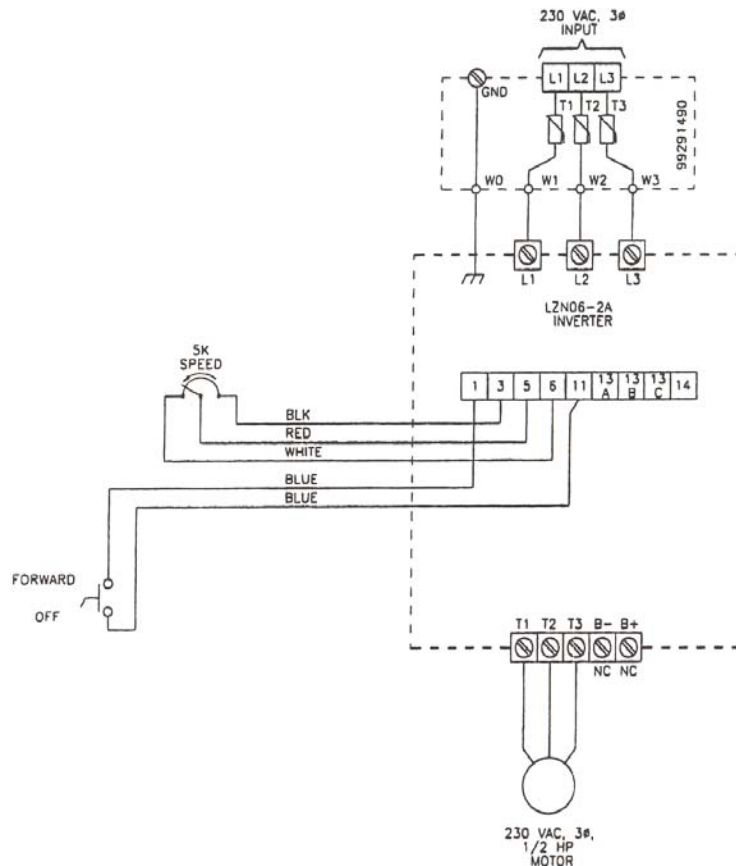 230 VAC, 3ø
INPUT
L1 L2 L3
GND
T1 T2 T3
99291490
W0 W1 W2 W3
L1 L2 L3
LZN06-2A
INVERTER
5K
SPEED
1 3 5 6 11 13 A 13 B 13 C 14
BLK
RED
WHITE
BLUE
BLUE
FORWARD
OFF
T1 T2 T3 B- B+
NC NC
230 VAC, 3ø,
1/2 HP
MOTOR